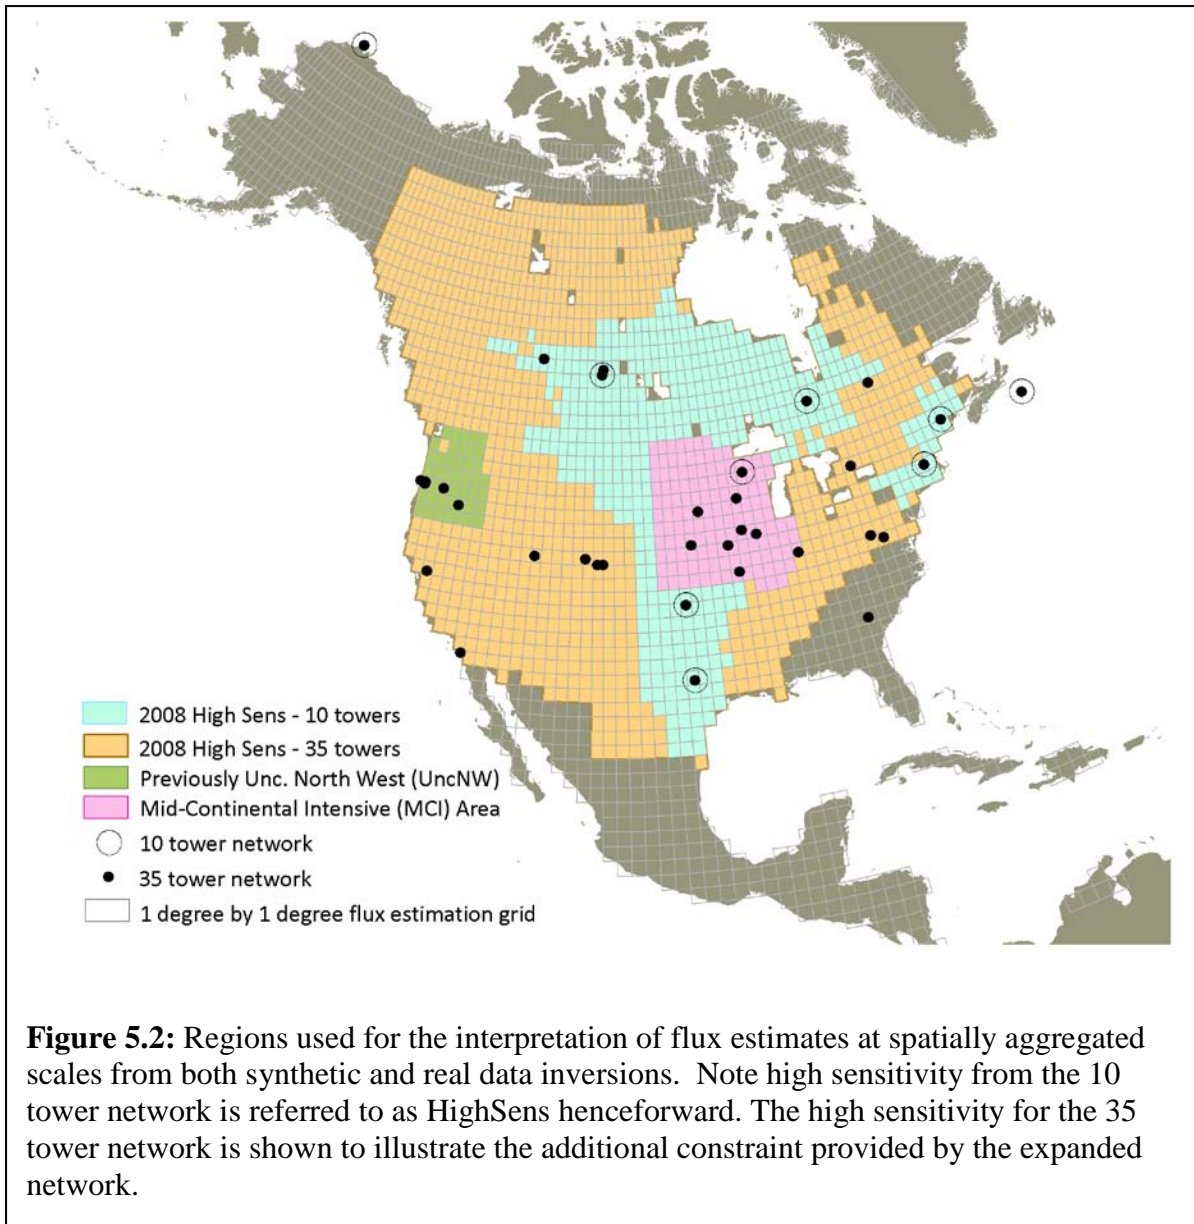 2008 High Sens - 10 towers
2008 High Sens - 35 towers
Previously Unc. North West (UncNW)
Mid-Continental Intensive (MCI) Area
10 tower network
35 tower network
1 degree by 1 degree flux estimation grid
Figure 5.2: Regions used for the interpretation of flux estimates at spatially aggregated
scales from both synthetic and real data inversions.  Note high sensitivity from the 10
tower network is referred to as HighSens henceforward. The high sensitivity for the 35
tower network is shown to illustrate the additional constraint provided by the expanded
network.